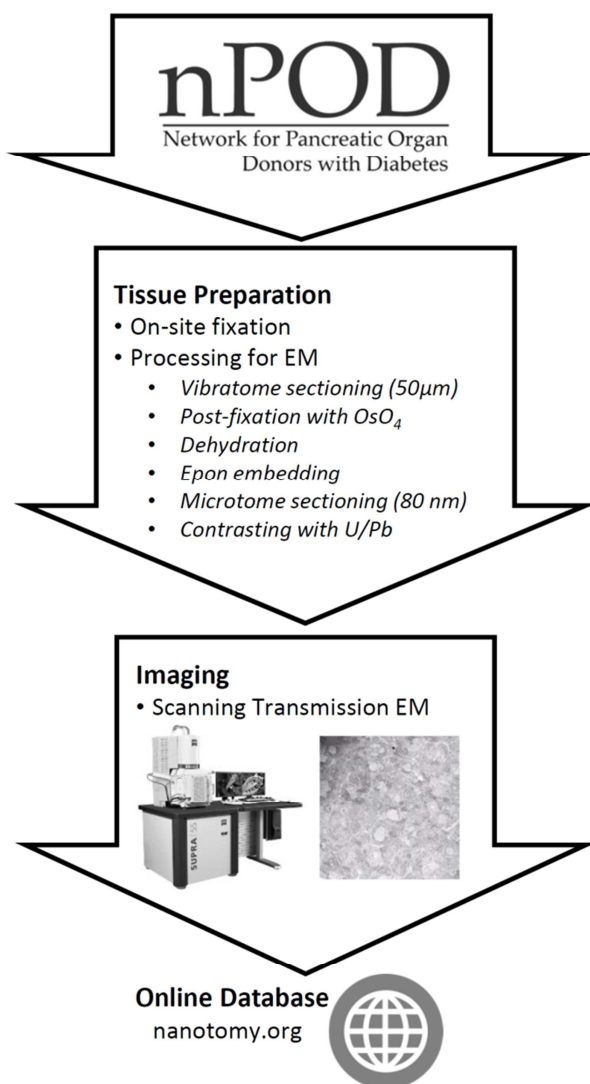 nPOD
Network for Pancreatic Organ
Donors with Diabetes
Tissue Preparation
• On-site fixation
• Processing for EM
• Vibratome sectioning (50µm)
• Post-fixation with OsO₄
• Dehydration
• Epon embedding
• Microtome sectioning (80 nm)
• Contrasting with U/Pb
Imaging
• Scanning Transmission EM
SUPRA 55
Online Database
nanotomy.org